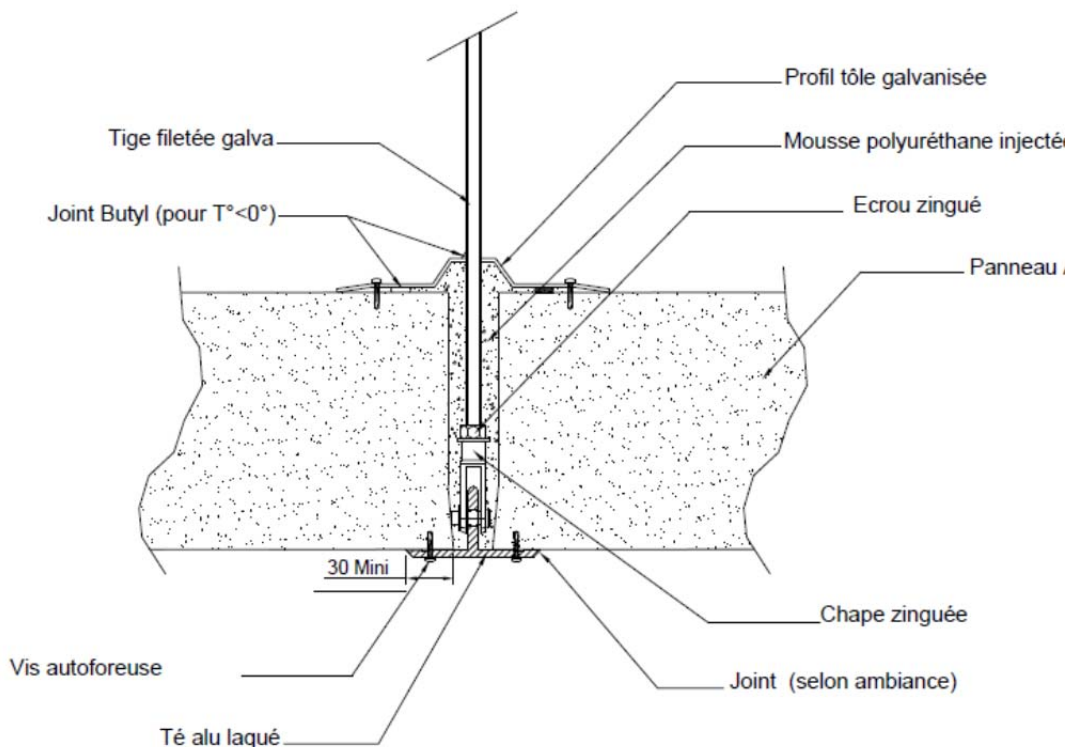 Profil tôle galvanisée
Tige filetée galva
Mousse polyuréthane injectée
Joint Butyl (pour T°<0°)
Ecrou zingué
Panneau
30 Mini
Chape zinguée
Vis autoforeuse
Joint (selon ambiance)
Té alu laqué